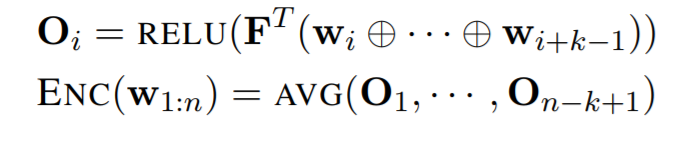 O_i = RELU(F^T(w_i ⊕ ··· ⊕ w_{i+k−1}))
ENC(w_{1:n}) = AVG(O_1, ··· , O_{n−k+1})